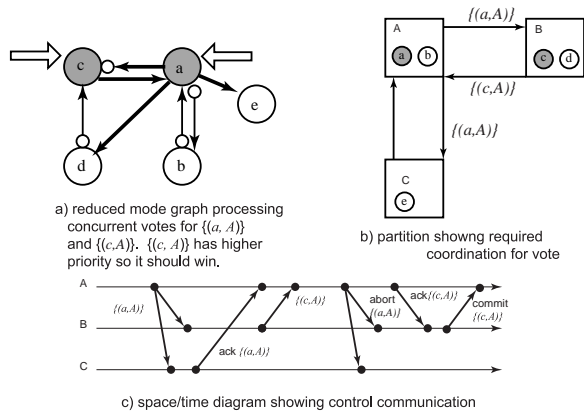 c
a
e
d
b
a) reduced mode graph processing
concurrent votes for {(a, A)}
and {(c,A)}. {(c, A)} has higher
priority so it should win.
A
{(a,A)}
B
a
b
c
d
{(c,A)}
{(a,A)}
C
e
b) partition showng required
coordination for vote
A
{(a,A)}
{(c,A)}
abort
{(a,A)}
ack{(c,A)}
commit
{(c,A)}
B
ack {(a,A)}
C
c) space/time diagram showing control communication